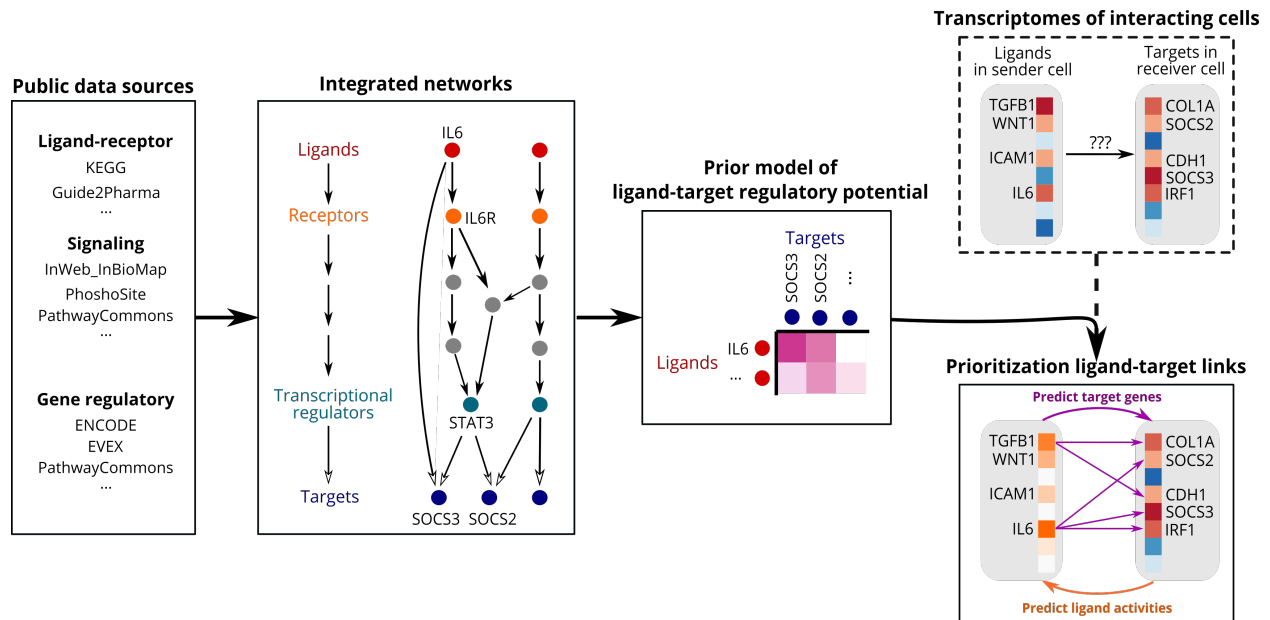 Public data sources
Ligand-receptor
KEGG
Guide2Pharma
...
Signaling
InWeb_InBioMap
PhoshoSite
PathwayCommons
...
Gene regulatory
ENCODE
EVEX
PathwayCommons
...
Integrated networks
Ligands
Receptors
Transcriptional
regulators
Targets
IL6
IL6R
STAT3
SOCS3
SOCS2
Prior model of
ligand-target regulatory potential
Targets
SOCS3
SOCS2
...
Ligands
IL6
...
Transcriptomes of interacting cells
Ligands
in sender cell
Targets in
receiver cell
TGFB1
WNT1
ICAM1
IL6
???
COL1A
SOCS2
CDH1
SOCS3
IRF1
Prioritization ligand-target links
Predict target genes
TGFB1
WNT1
ICAM1
IL6
COL1A
SOCS2
CDH1
SOCS3
IRF1
Predict ligand activities